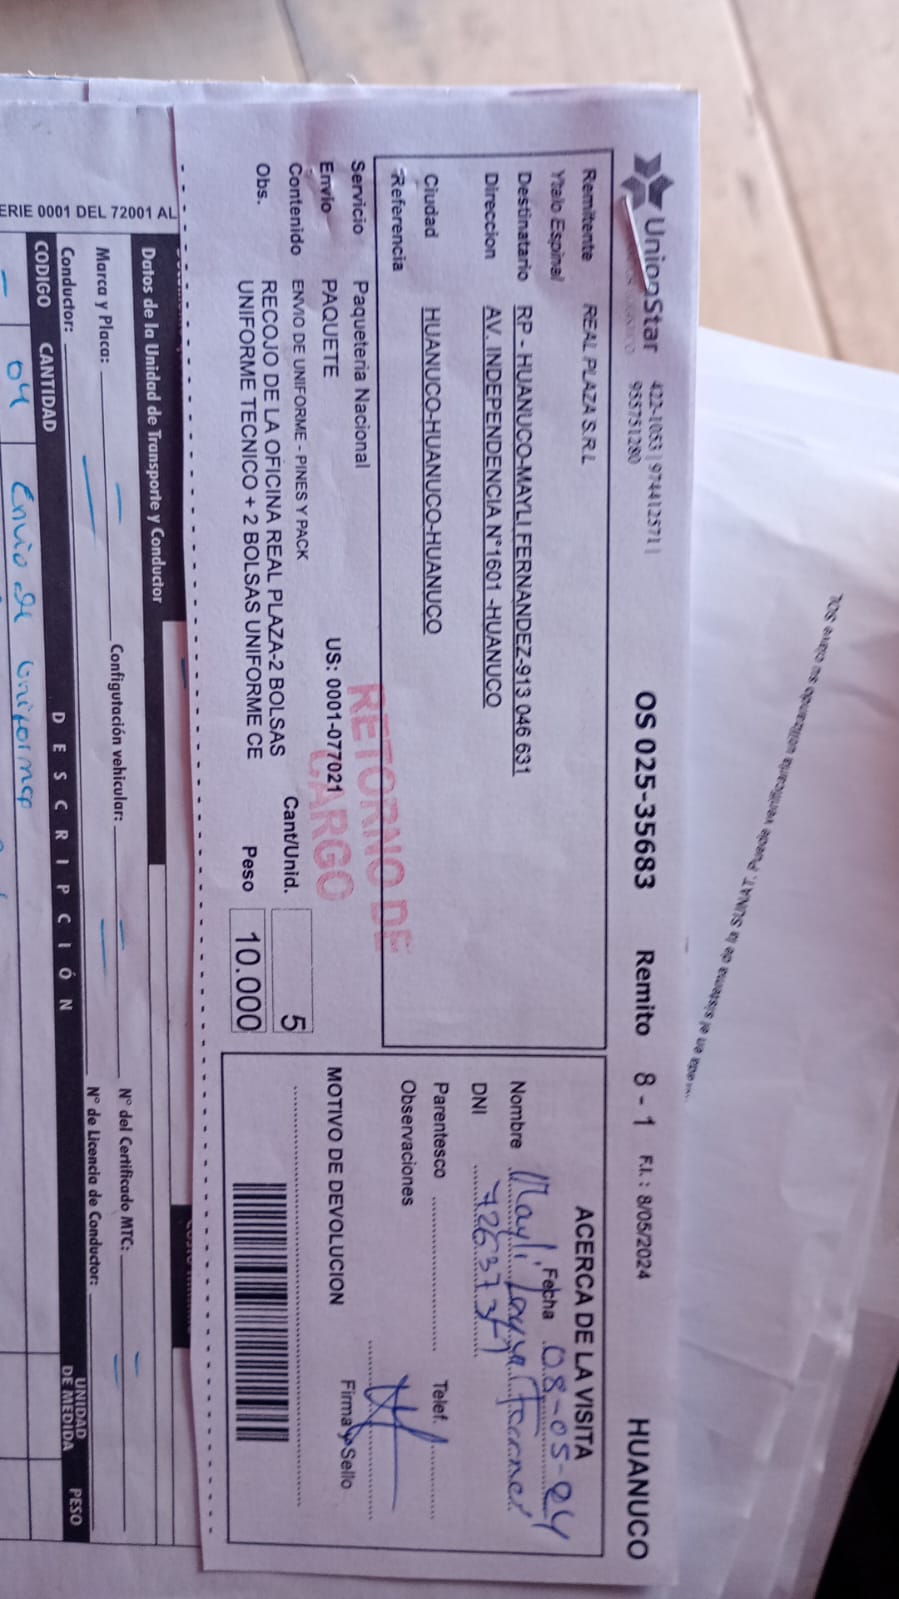 UnionStar 422-1053 | 974412571 |
955751280
OS 025-35683 Remito 8 - 1 F.I. : 8/05/2024 HUANUCO
Remitente REAL PLAZA S.R.L
Ytalo Espinal
Destinatario RP - HUANUCO-MAYLI FERNANDEZ-913 046 631
Direccion AV. INDEPENDENCIA N°1601 -HUANUCO
Ciudad HUANUCO-HUANUCO-HUANUCO
Referencia
Servicio Paqueteria Nacional
Envio PAQUETE US: 0001-077021
RETORNO DE
CARGO
Contenido ENVIO DE UNIFORME - PINES Y PACK Cant/Unid. 5
Obs. RECOJO DE LA OFICINA REAL PLAZA-2 BOLSAS
UNIFORME TECNICO + 2 BOLSAS UNIFORME CE Peso 10.000
ACERCA DE LA VISITA
Fecha 08-05-24
Nombre Mayli
DNI
Parentesco Telef.
Observaciones
Firma y Sello
MOTIVO DE DEVOLUCION
ERIE 0001 DEL 72001 AL
Datos de la Unidad de Transporte y Conductor
Marca y Placa: Configutación vehicular: N° del Certificado MTC:
Conductor: N° de Licencia de Conductor:
CODIGO CANTIDAD DESCRIPCIÓN UNIDAD DE MEDIDA PESO
04 Envio de Uniformes